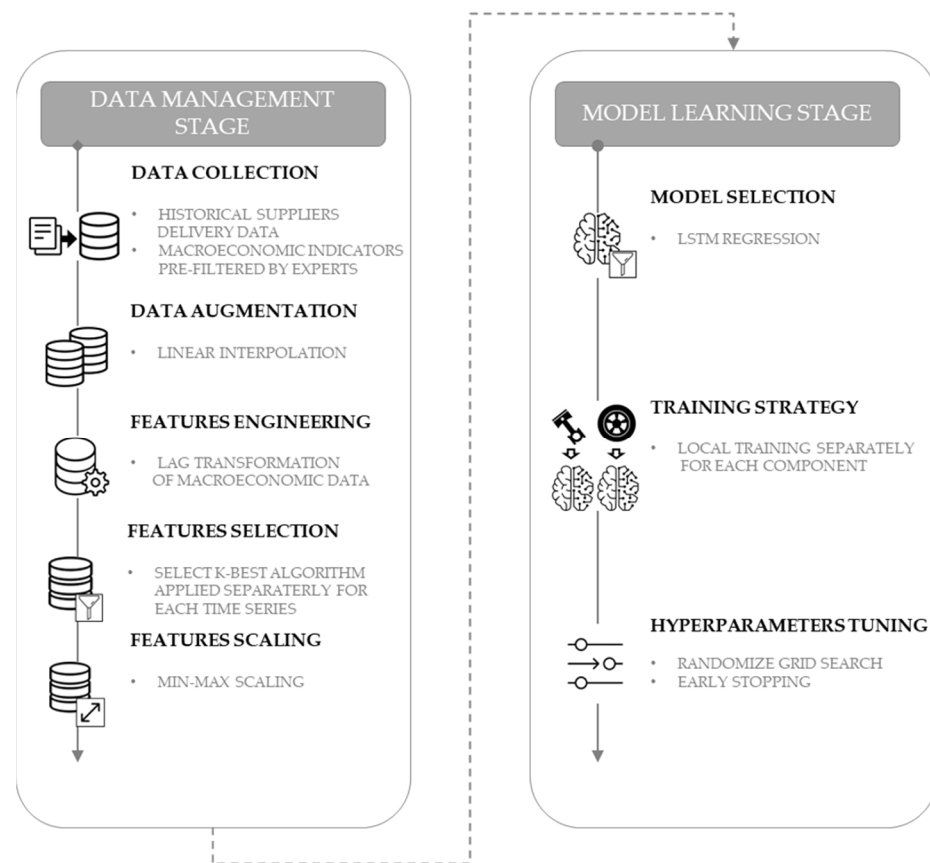 DATA MANAGEMENT
STAGE
DATA COLLECTION
• HISTORICAL SUPPLIERS
DELIVERY DATA
• MACROECONOMIC INDICATORS
PRE-FILTERED BY EXPERTS
DATA AUGMENTATION
• LINEAR INTERPOLATION
FEATURES ENGINEERING
• LAG TRANSFORMATION
OF MACROECONOMIC DATA
FEATURES SELECTION
• SELECT K-BEST ALGORITHM
APPLIED SEPARATERLY FOR
EACH TIME SERIES
FEATURES SCALING
• MIN-MAX SCALING
MODEL LEARNING STAGE
MODEL SELECTION
• LSTM REGRESSION
TRAINING STRATEGY
• LOCAL TRAINING SEPARATELY
FOR EACH COMPONENT
HYPERPARAMETERS TUNING
• RANDOMIZE GRID SEARCH
• EARLY STOPPING